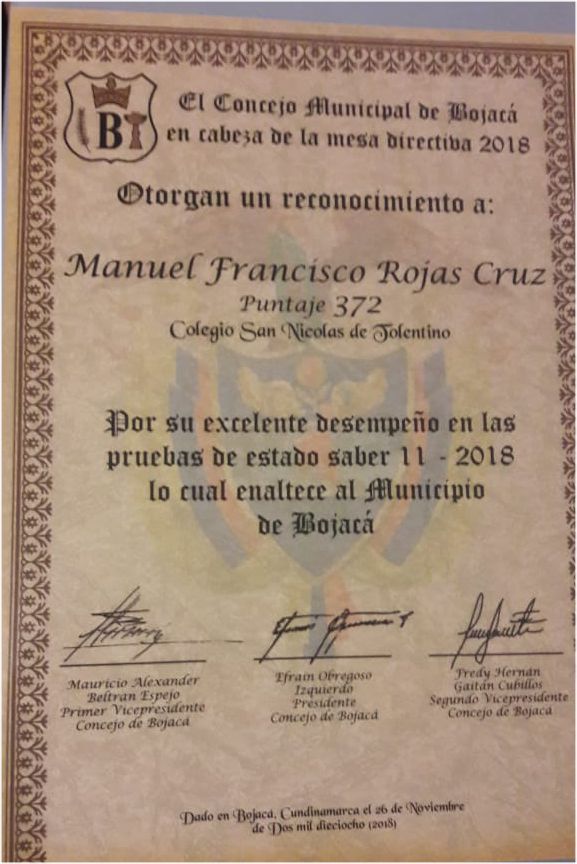 B
El Concejo Municipal de Bojacá
en cabeza de la mesa directiva 2018
Otorgan un reconocimiento a:
Manuel Francisco Rojas Cruz
Puntaje 372
Colegio San Nicolas de Tolentino
Por su excelente desempeño en las
pruebas de estado saber 11 - 2018
lo cual enaltece al Municipio
de Bojacá
Mauricio Alexander
Beltran Espejo
Primer Vicepresidente
Concejo de Bojacá
Efrain Obregoso
Izquierdo
Presidente
Concejo de Bojacá
Fredy Hernán
Gaitán Cubillos
Segundo Vicepresidente
Concejo de Bojacá
Dado en Bojacá, Cundinamarca el 26 de Noviembre
de Dos mil dieciocho (2018)